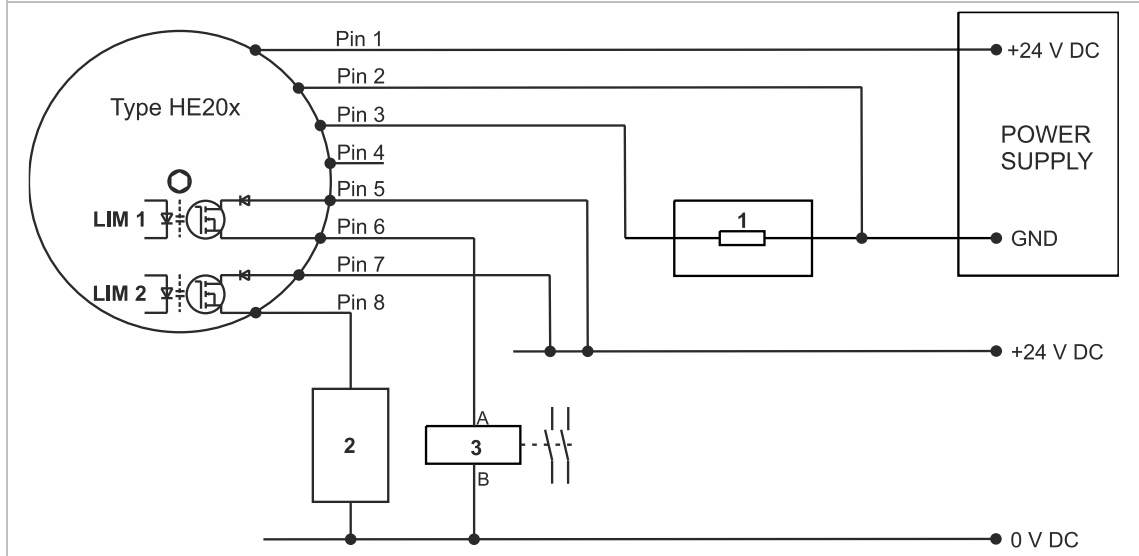 Pin 1
+24 V DC
Pin 2
Type HE20x
Pin 3
POWER
SUPPLY
Pin 4
Pin 5
LIM 1
1
Pin 6
GND
Pin 7
LIM 2
Pin 8
+24 V DC
A
2
3
B
0 V DC